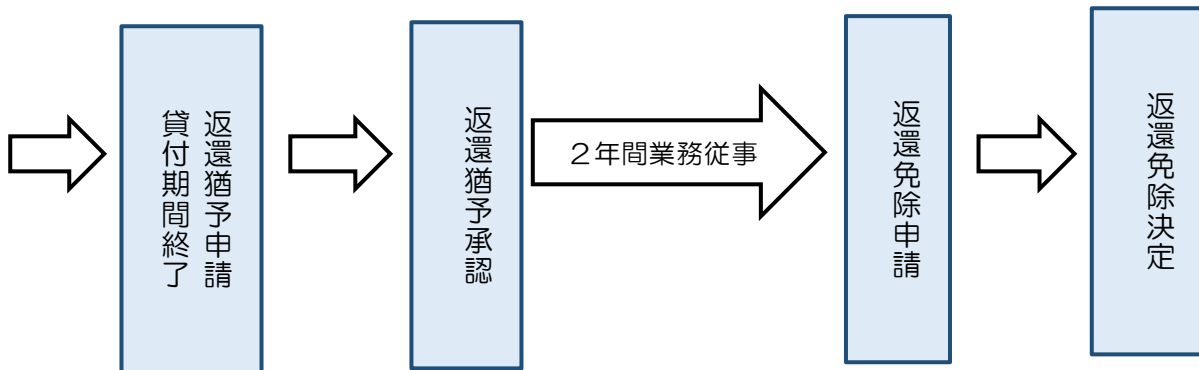 返還猶予申請
貸付期間終了
返還猶予承認
２年間業務従事
返還免除申請
返還免除決定